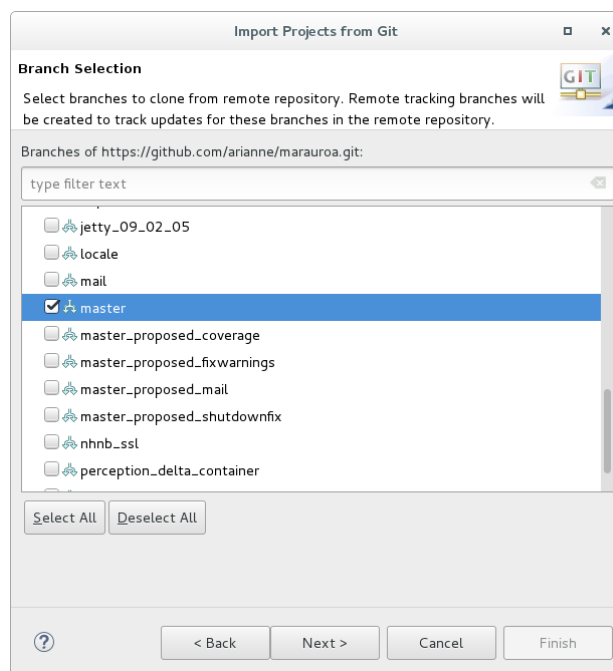 Import Projects from Git
Branch Selection
GIT
Select branches to clone from remote repository. Remote tracking branches will
be created to track updates for these branches in the remote repository.
Branches of https://github.com/arianne/marauroa.git:
type filter text
jetty_09_02_05
locale
mail
master
master_proposed_coverage
master_proposed_fixwarnings
master_proposed_mail
master_proposed_shutdownfix
nhnb_ssl
perception_delta_container
Select All Deselect All
? < Back Next > Cancel Finish